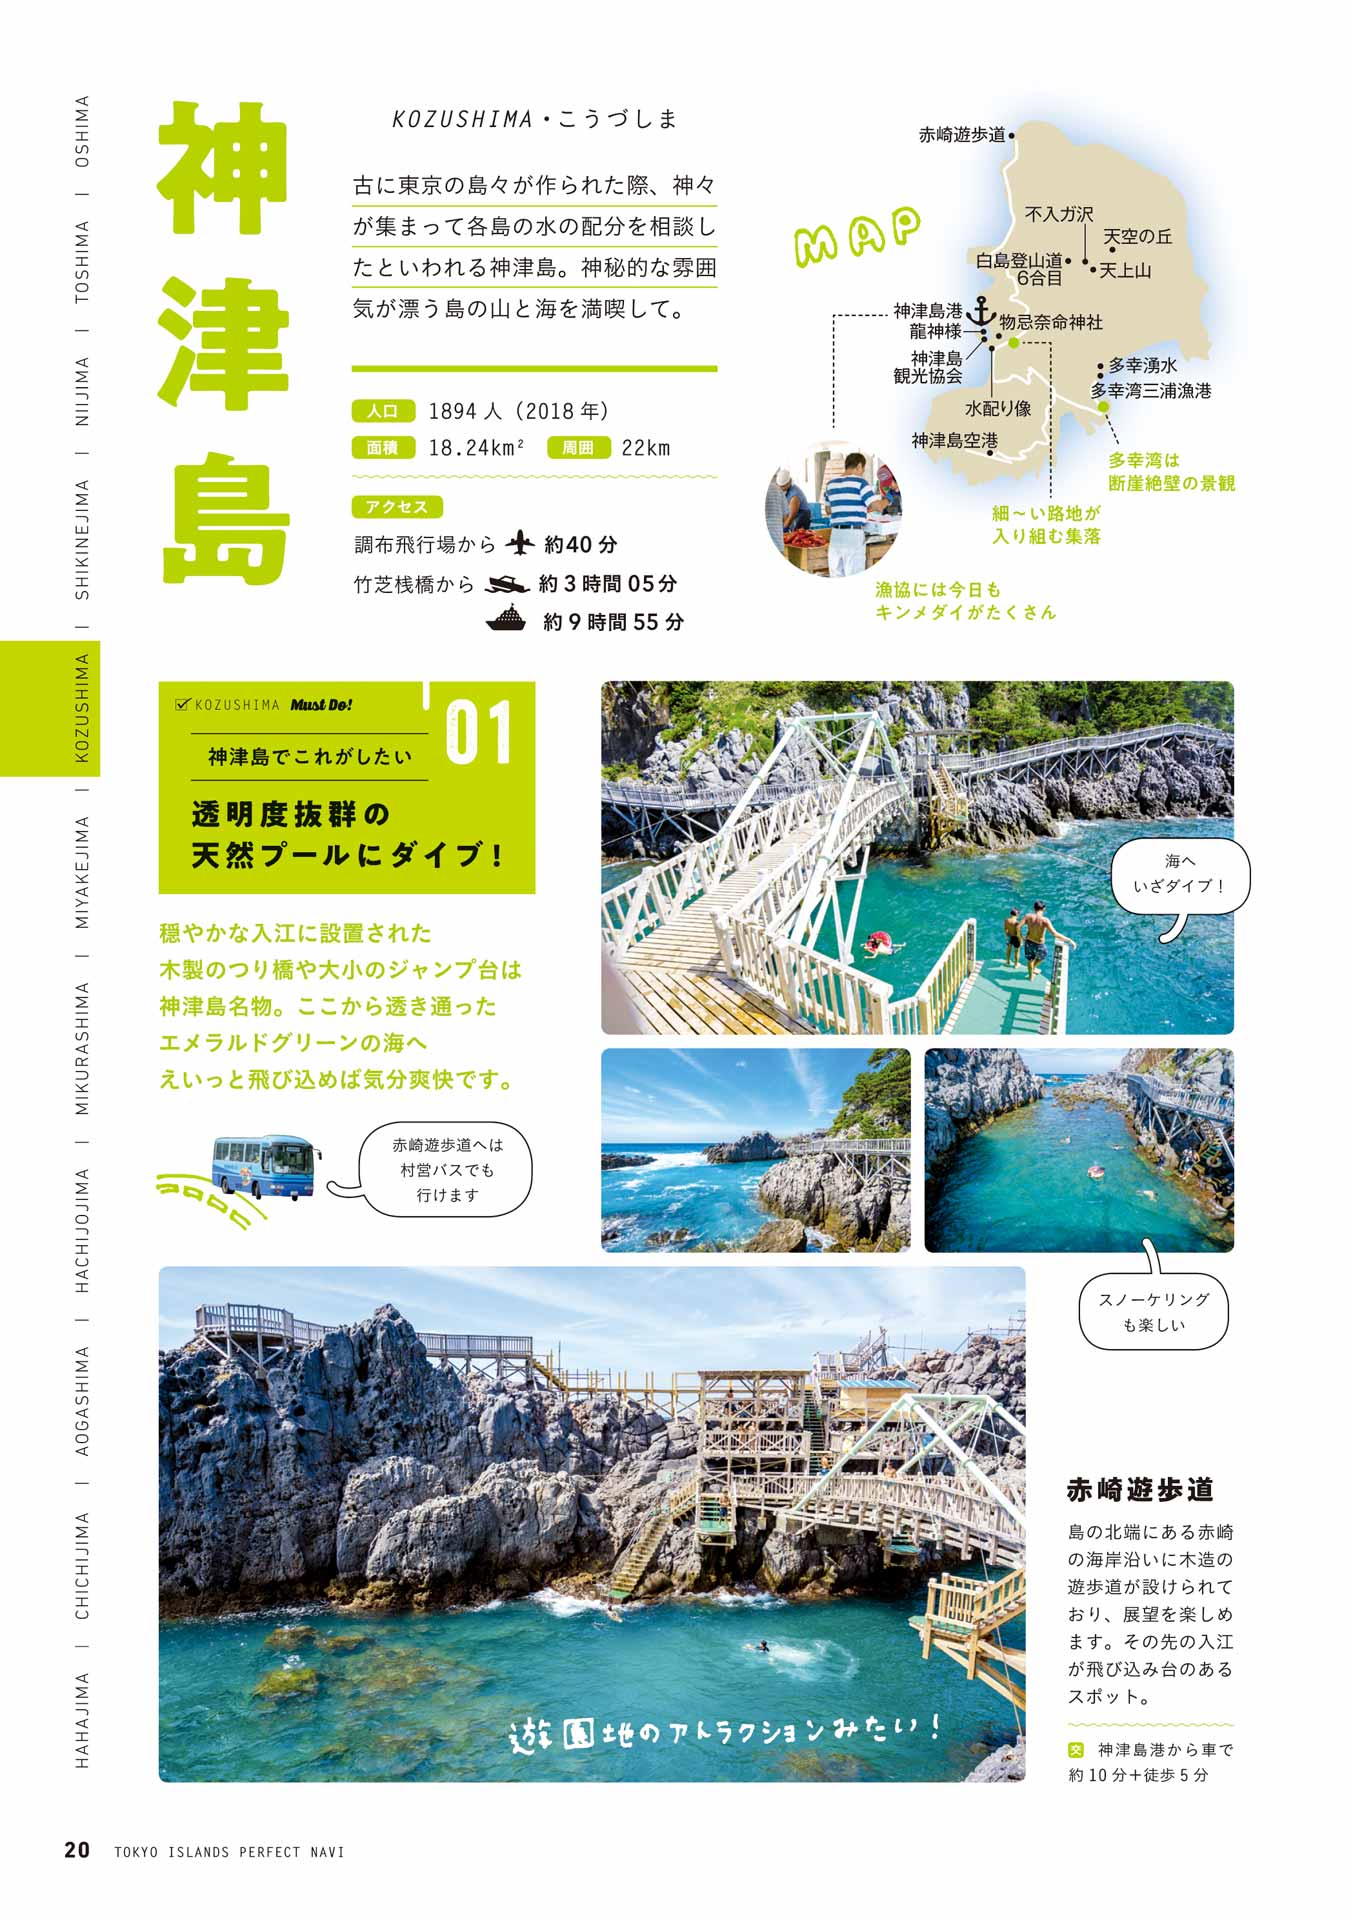 神津島
KOZUSHIMA・こうづしま
古に東京の島々が作られた際、神々
が集まって各島の水の配分を相談し
たといわれる神津島。神秘的な雰囲
気が漂う島の山と海を満喫して。
人口 1894 人（2018 年）
面積 18.24km² 周囲 22km
アクセス
調布飛行場から 約40 分
竹芝桟橋から 約 3 時間 05分
約 9 時間 55 分
MAP
赤崎遊歩道
不入ガ沢
天空の丘
白島登山道
6合目
天上山
神津島港
龍神様
物忌奈命神社
神津島
観光協会
多幸湧水
多幸湾三浦漁港
水配り像
神津島空港
多幸湾は
断崖絶壁の景観
細〜い路地が
入り組む集落
漁協には今日も
キンメダイがたくさん
OSHIMA | TOSHIMA | NIIJIMA | SHIKINEJIMA | KOZUSHIMA | MIYAKEJIMA | MIKURASHIMA | HACHIJOJIMA | AOGASHIMA | CHICHIJIMA | HAHAJIMA
KOZUSHIMA Must Do!
01
神津島でこれがしたい
透明度抜群の
天然プールにダイブ！
穏やかな入江に設置された
木製のつり橋や大小のジャンプ台は
神津島名物。ここから透き通った
エメラルドグリーンの海へ
えいっと飛び込めば気分爽快です。
赤崎遊歩道へは
村営バスでも
行けます
海へ
いざダイブ！
スノーケリング
も楽しい
遊園地のアトラクションみたい！
赤崎遊歩道
島の北端にある赤崎
の海岸沿いに木造の
遊歩道が設けられて
おり、展望を楽しめ
ます。その先の入江
が飛び込み台のある
スポット。
交 神津島港から車で
約 10 分＋徒歩 5 分
20 TOKYO ISLANDS PERFECT NAVI